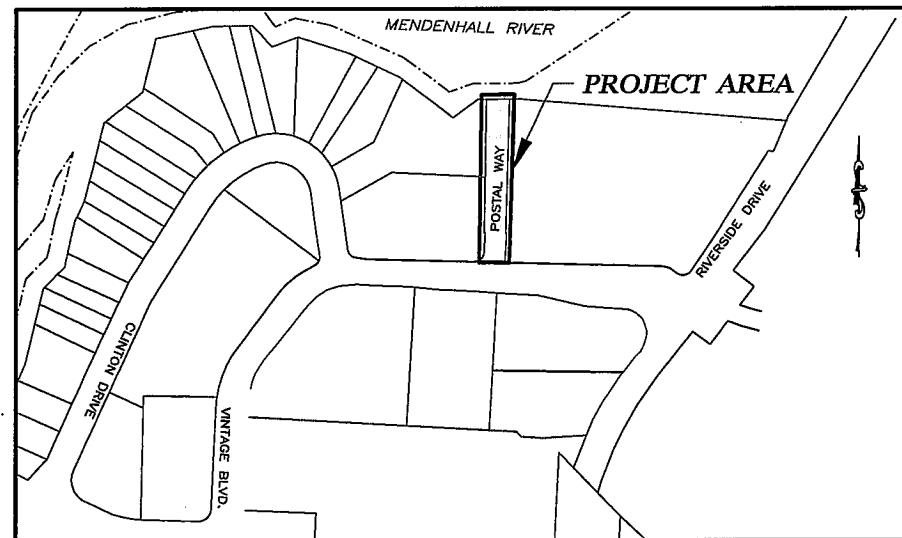 MENDENHALL RIVER
PROJECT AREA
POSTAL WAY
RIVERSIDE DRIVE
CLINTON DRIVE
VINTAGE BLVD.